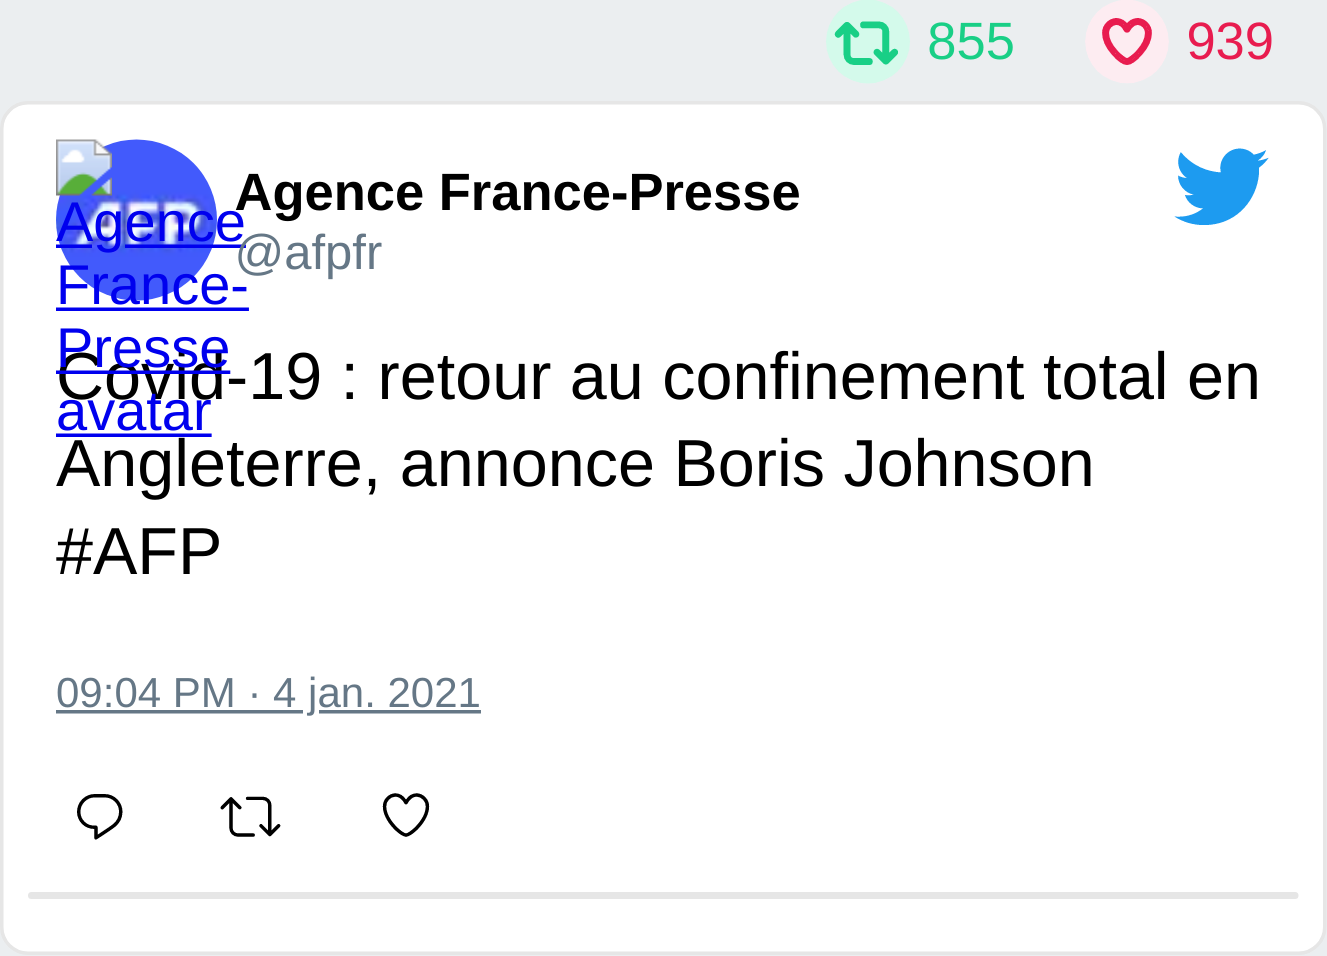 855 939
Agence France-Presse
@afpfr
AFP
Agence
France-
Presse
avatar
Covid-19 : retour au confinement total en
Angleterre, annonce Boris Johnson
#AFP
09:04 PM · 4 jan. 2021